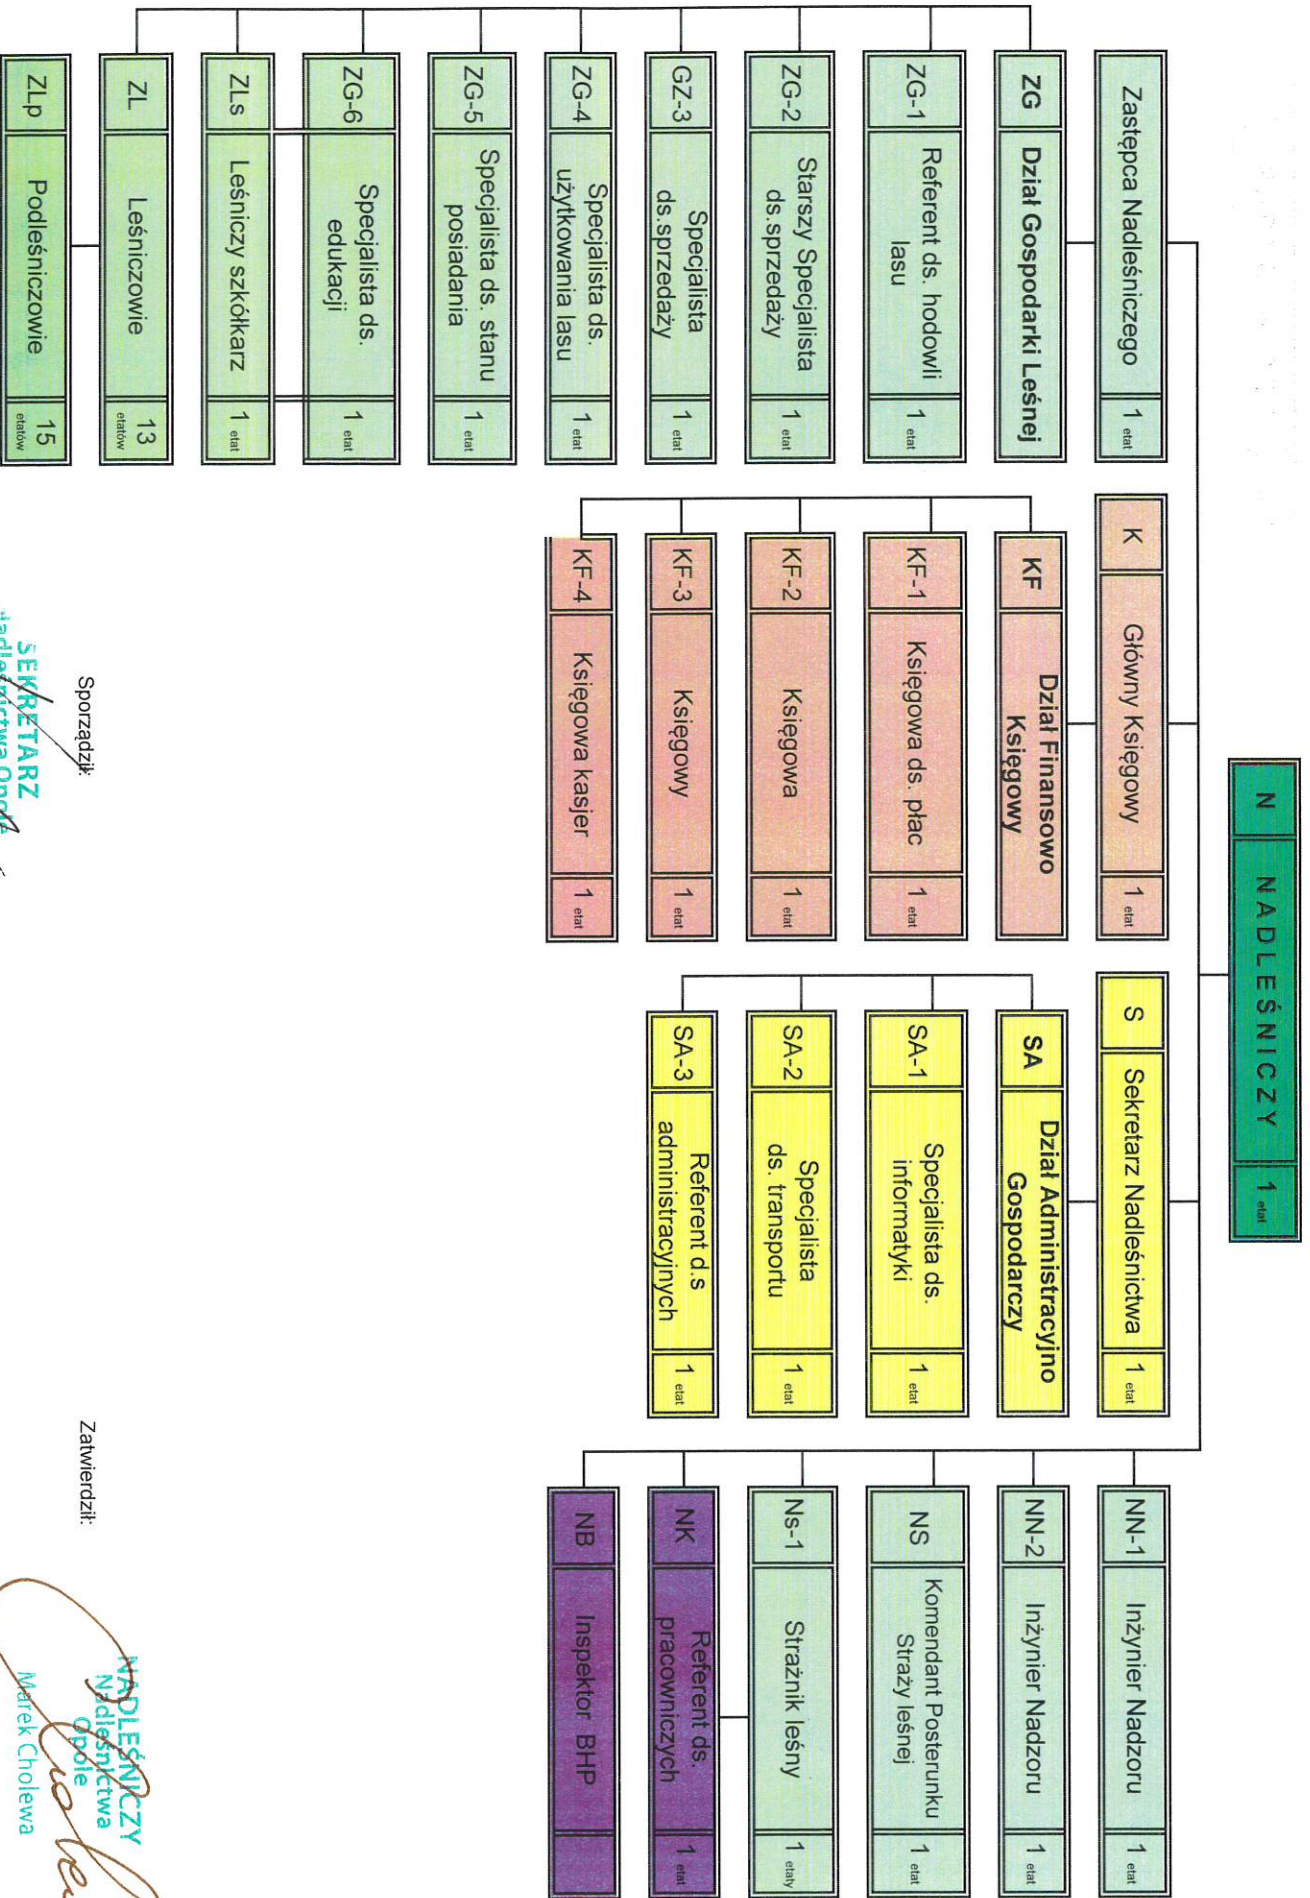 N NADLEŚNICZY 1 etat
Zastępca Nadleśniczego 1 etat
ZG Dział Gospodarki Leśnej
ZG-1 Referent ds. hodowli
lasu 1 etat
ZG-2 Starszy Specjalista
ds.sprzedaży 1 etat
GZ-3 Specjalista
ds.sprzedaży 1 etat
ZG-4 Specjalista ds.
użytkowania lasu 1 etat
ZG-5 Specjalista ds. stanu
posiadania 1 etat
ZG-6 Specjalista ds.
edukacji 1 etat
ZLs Leśniczy szkółkarz 1 etat
ZL Leśniczowie 13 etatów
ZLp Podleśniczowie 15 etatów
K Główny Księgowy 1 etat
KF Dział Finansowo
Księgowy
KF-1 Księgowa ds. płac 1 etat
KF-2 Księgowa 1 etat
KF-3 Księgowy 1 etat
KF-4 Księgowa kasjer 1 etat
S Sekretarz Nadleśnictwa 1 etat
SA Dział Administracyjno
Gospodarczy
SA-1 Specjalista ds.
informatyki 1 etat
SA-2 Specjalista
ds. transportu 1 etat
SA-3 Referent d.s
administracyjnych 1 etat
NN-1 Inżynier Nadzoru 1 etat
NN-2 Inżynier Nadzoru 1 etat
NS Komendant Posterunku
Straży leśnej 1 etat
Ns-1 Strażnik leśny 1 etaty
NK Referent ds.
pracowniczych 1 etat
NB Inspektor BHP
Sporządził:
SEKRETARZ
Nadleśnictwa Opole
Zatwierdził:
NADLEŚNICZY
Nadleśnictwa
Opole
Marek Cholewa